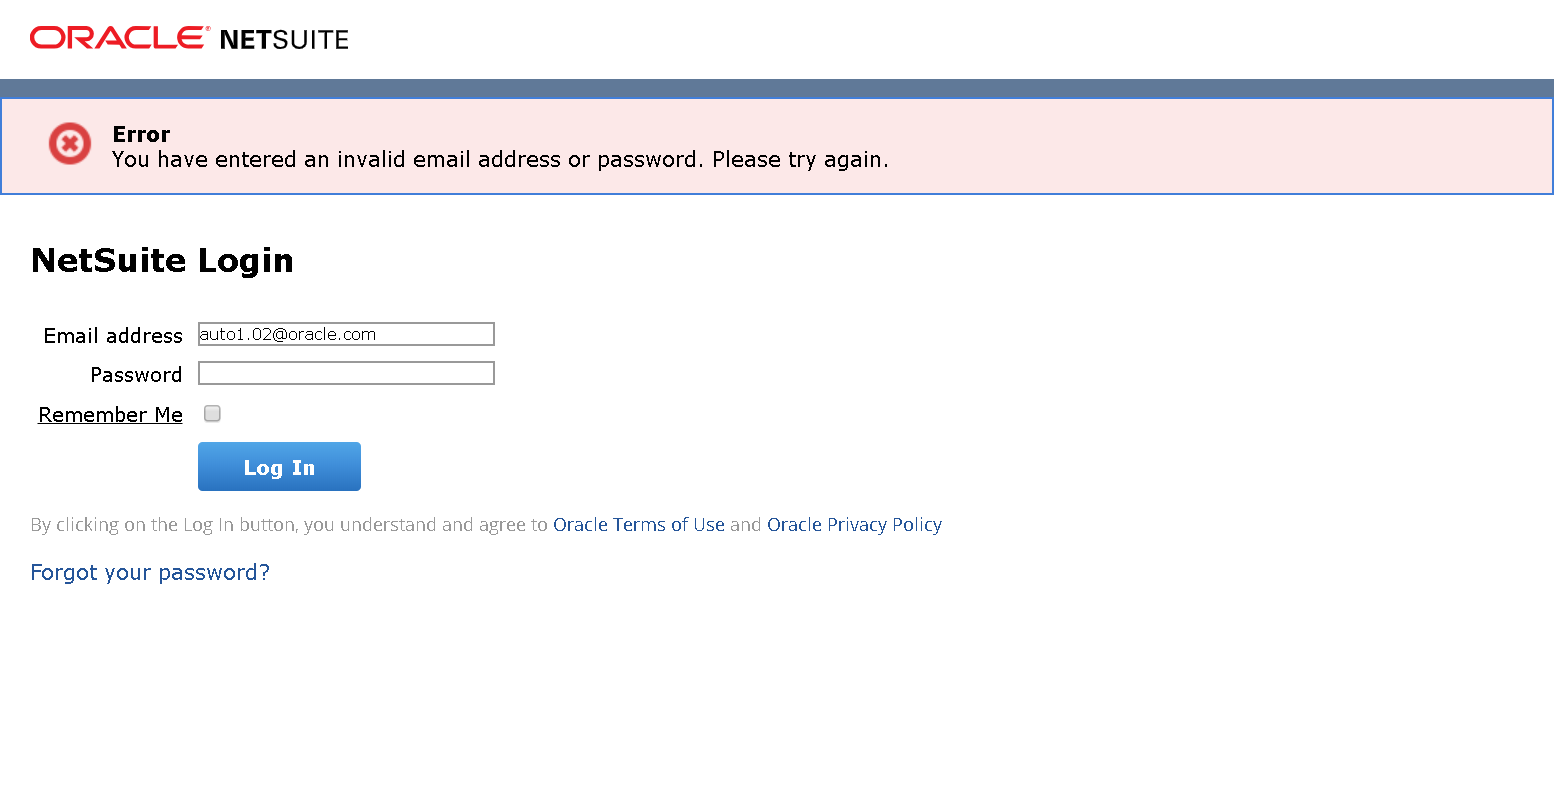 ORACLE® NETSUITE
Error
You have entered an invalid email address or password. Please try again.
NetSuite Login
Email address auto1.02@oracle.com
Password
Remember Me
Log In
By clicking on the Log In button, you understand and agree to Oracle Terms of Use and Oracle Privacy Policy
Forgot your password?